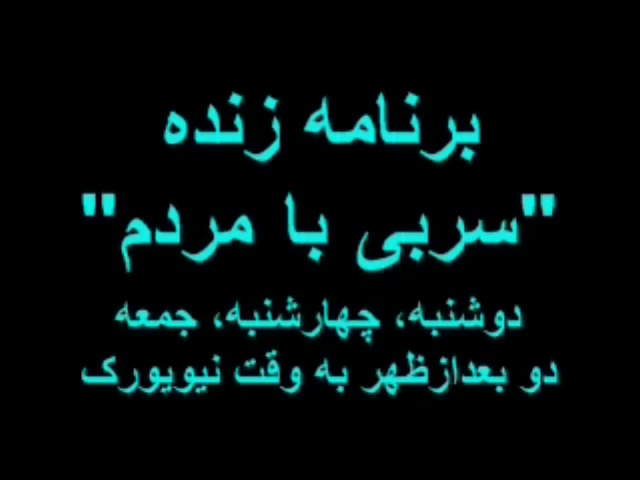 برنامه زنده
"سربی با مردم"
دوشنبه، چهارشنبه، جمعه
دو بعدازظهر به وقت نیویورک